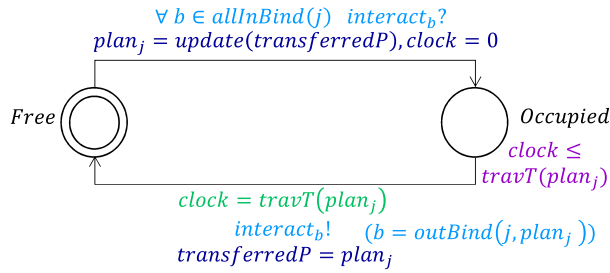 ∀ b ∈ allInBind(j) interact_b?
plan_j = update(transferredP), clock = 0
Free
Occupied
clock ≤
travT(plan_j)
clock = travT(plan_j)
interact_b! (b = outBind(j, plan_j ))
transferredP = plan_j